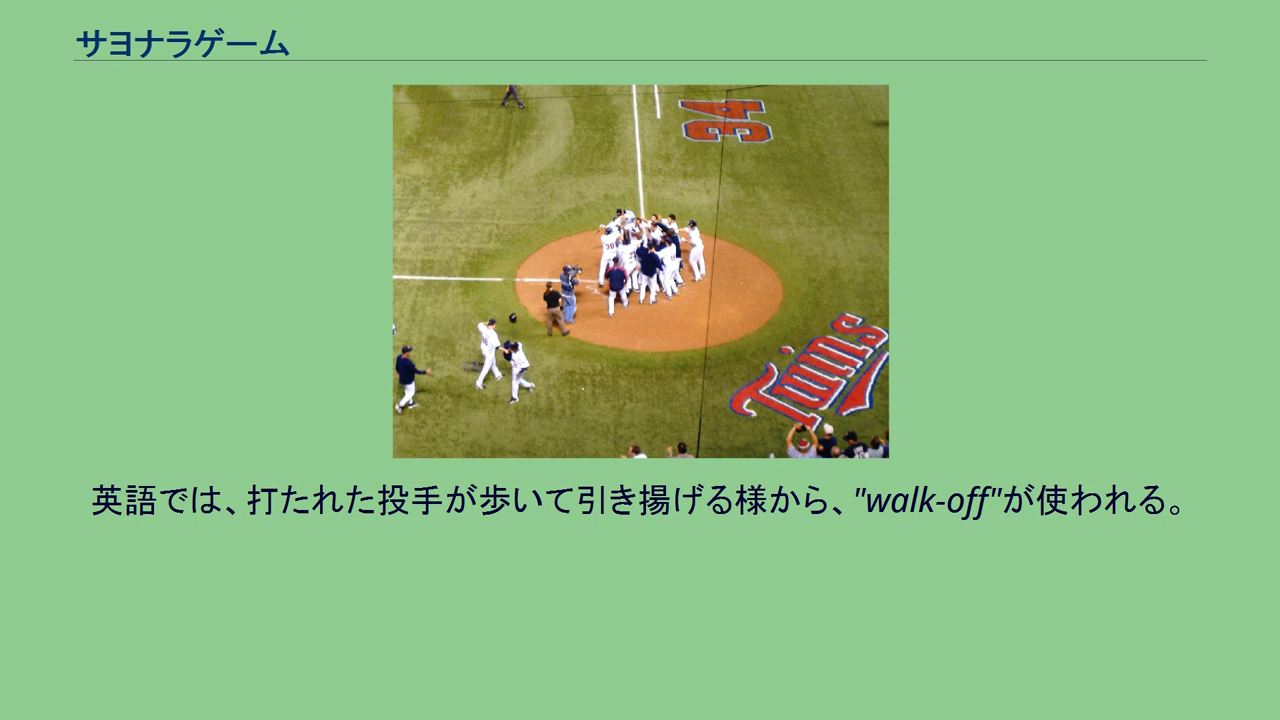 サヨナラゲーム
34
Twins
英語では、打たれた投手が歩いて引き揚げる様から、"walk-off"が使われる。